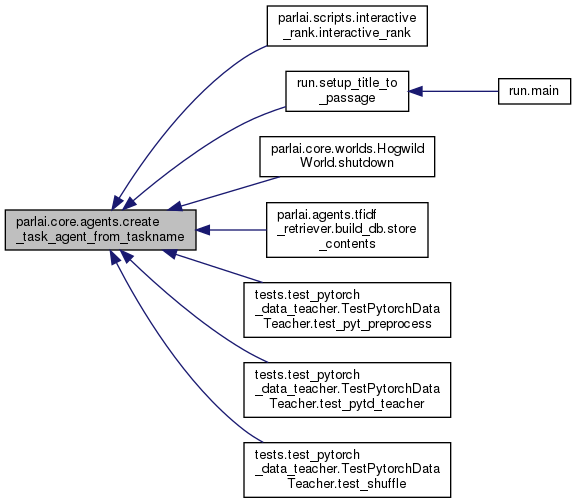 parlai.scripts.interactive
_rank.interactive_rank
run.setup_title_to
_passage
run.main
parlai.core.worlds.Hogwild
World.shutdown
parlai.core.agents.create
_task_agent_from_taskname
parlai.agents.tfidf
_retriever.build_db.store
_contents
tests.test_pytorch
_data_teacher.TestPytorchData
Teacher.test_pyt_preprocess
tests.test_pytorch
_data_teacher.TestPytorchData
Teacher.test_pytd_teacher
tests.test_pytorch
_data_teacher.TestPytorchData
Teacher.test_shuffle